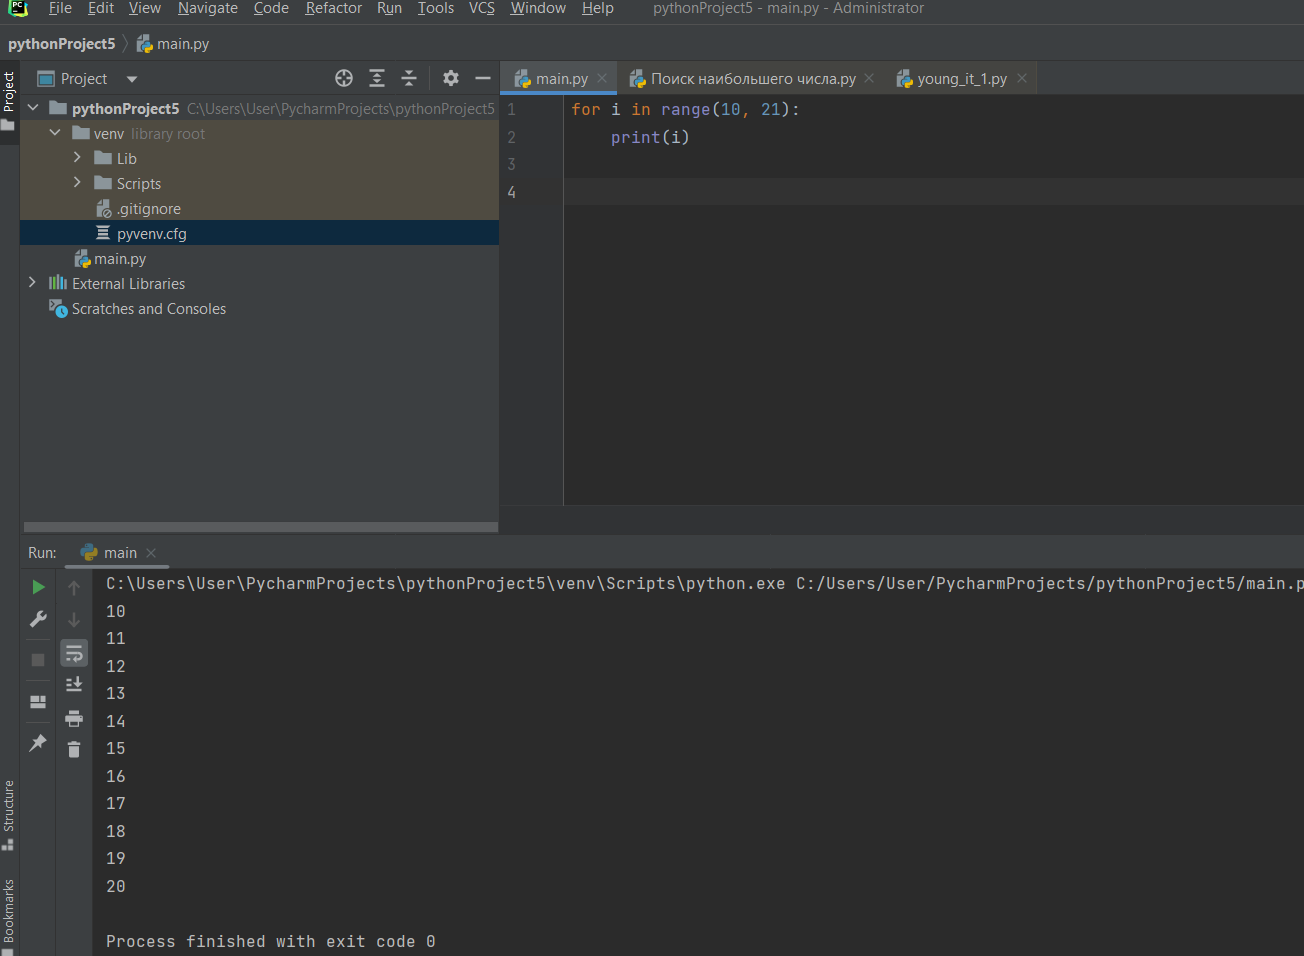 PC File Edit View Navigate Code Refactor Run Tools VCS Window Help pythonProject5 - main.py - Administrator
pythonProject5 main.py
Project
Project
main.py Поиск наибольшего числа.py young_it_1.py
pythonProject5 C:\Users\User\PycharmProjects\pythonProject5
venv library root
Lib
Scripts
.gitignore
pyvenv.cfg
main.py
External Libraries
Scratches and Consoles
1 for i in range(10, 21):
2 print(i)
3
4
Run: main
C:\Users\User\PycharmProjects\pythonProject5\venv\Scripts\python.exe C:/Users/User/PycharmProjects/pythonProject5/main.p
10
11
12
13
14
15
16
17
18
19
20
Process finished with exit code 0
Structure
Bookmarks